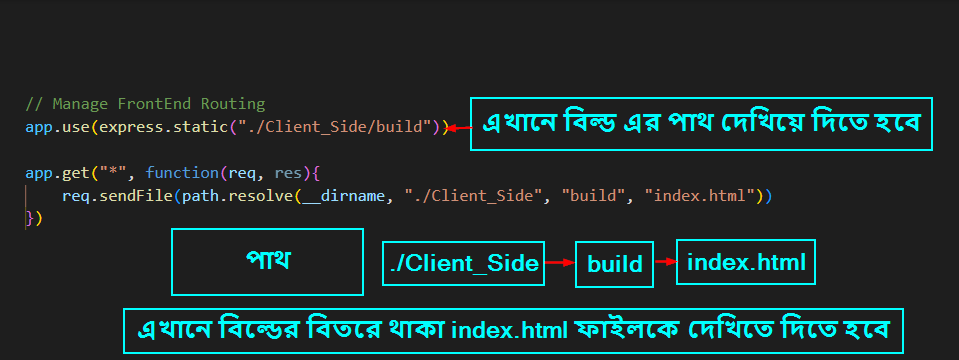 // Manage FrontEnd Routing
app.use(express.static("./Client_Side/build"))
এখানে বিল্ড এর পাথ দেখিয়ে দিতে হবে
app.get("*", function(req, res){
req.sendFile(path.resolve(__dirname, "./Client_Side", "build", "index.html"))
})
পাথ
./Client_Side
build
index.html
এখানে বিল্ডের বিতরে থাকা index.html ফাইলকে দেখিতে দিতে হবে